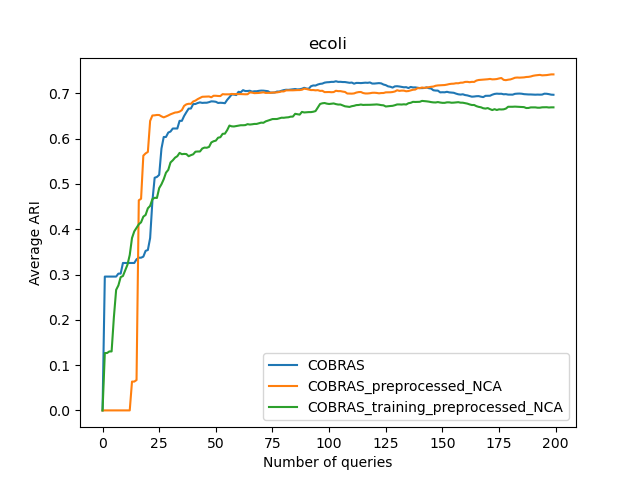 ecoli
Average ARI
0.7
0.6
0.5
0.4
0.3
0.2
0.1
0.0
COBRAS
COBRAS_preprocessed_NCA
COBRAS_training_preprocessed_NCA
0 25 50 75 100 125 150 175 200
Number of queries